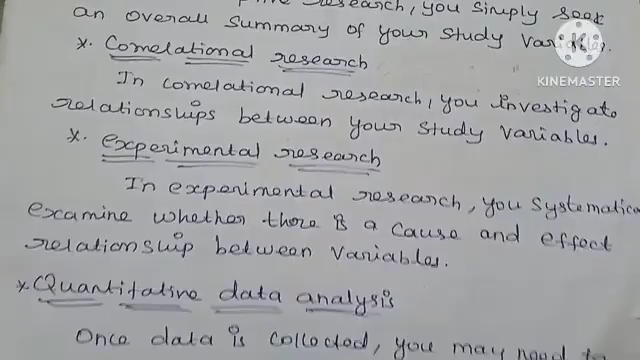 research, you simply seek
an overall summary of your study variables.
KINEMASTER
*. Correlational research
In correlational research, you investigate
relationships between your study variables.
*. experimental research
In experimental research, you systematica
examine whether there is a cause and effect
relationship between variables.
* Quantitative data analysis
Once data is collected, you may need to